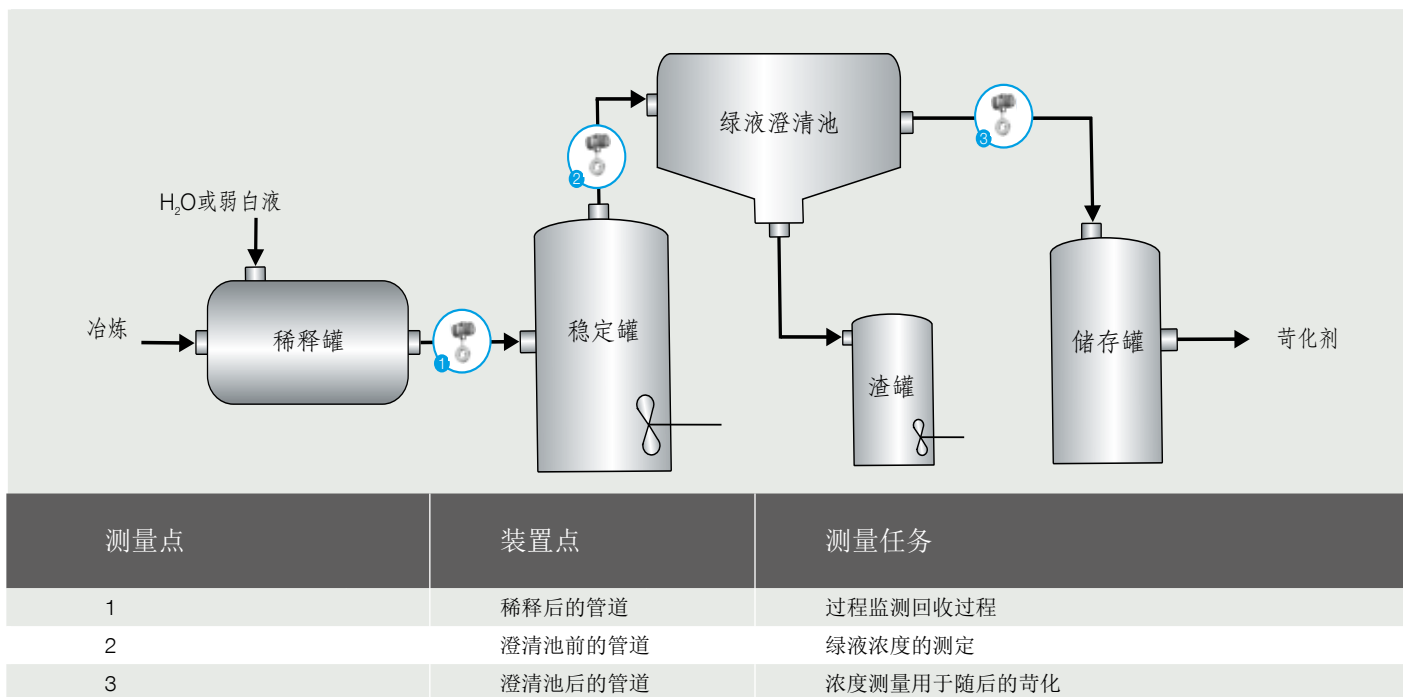 绿液澄清池
3
2
H₂O或弱白液
冶炼
稀释罐
1
稳定罐
渣罐
储存罐
苛化剂
测量点 装置点 测量任务
1 稀释后的管道 过程监测回收过程
2 澄清池前的管道 绿液浓度的测定
3 澄清池后的管道 浓度测量用于随后的苛化